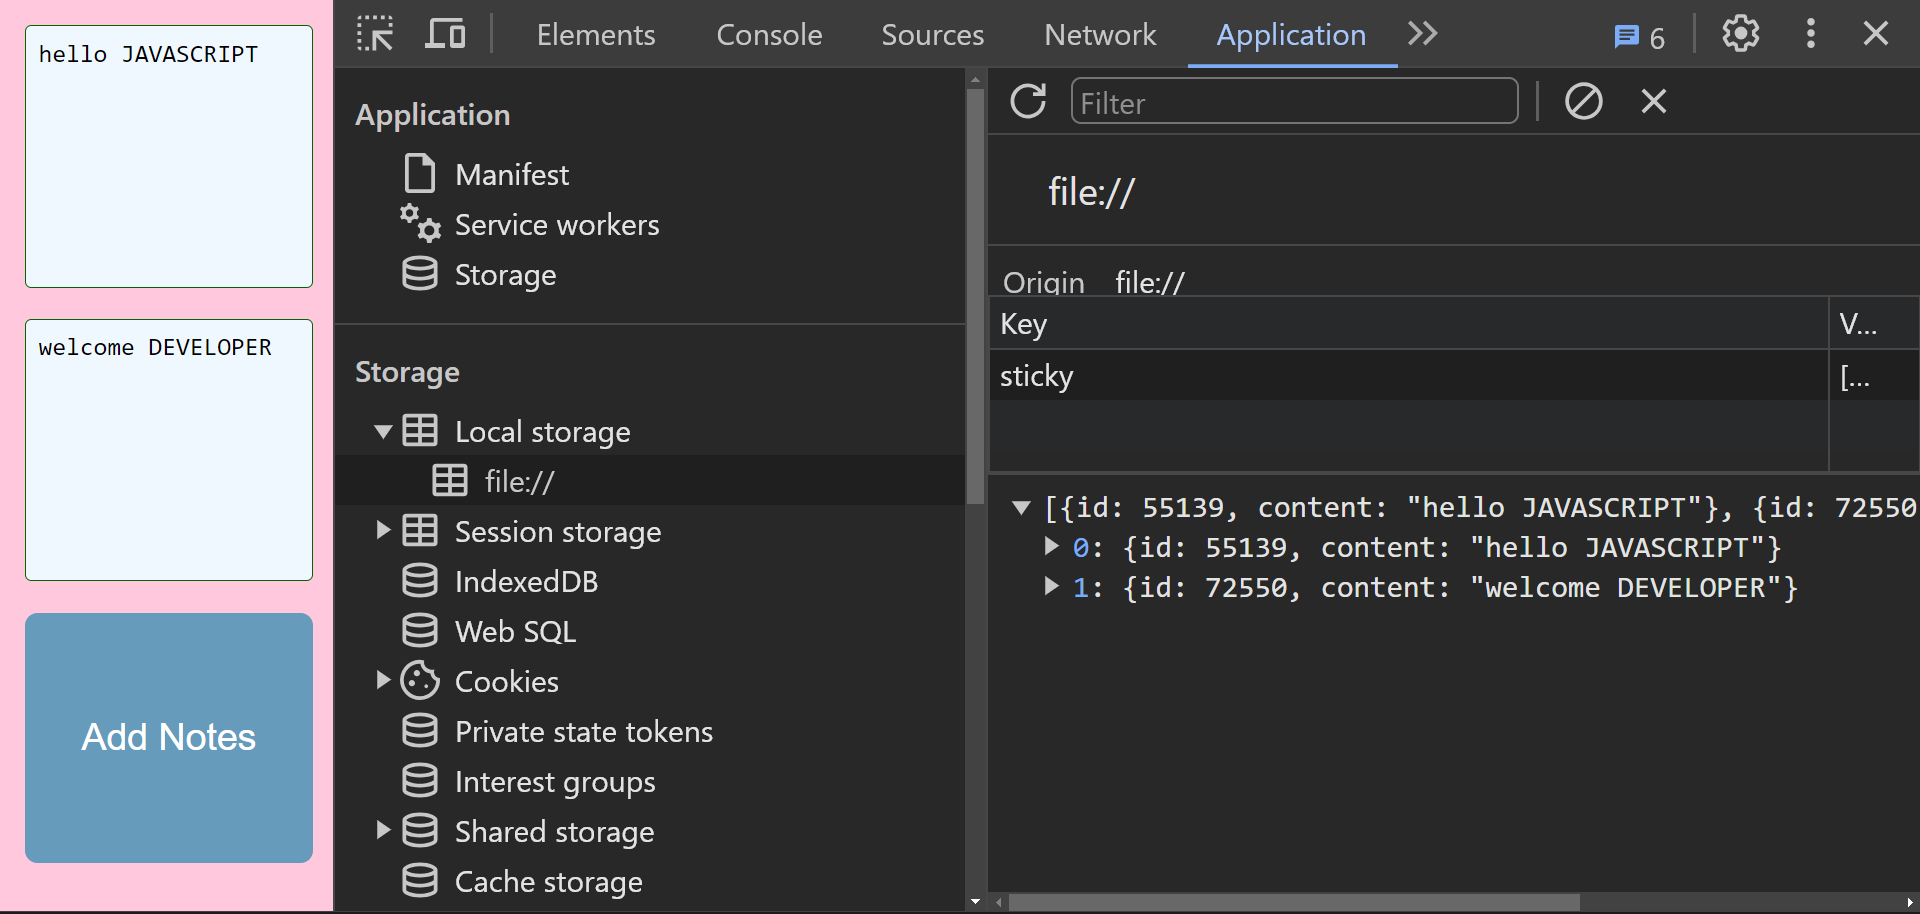 hello JAVASCRIPT
welcome DEVELOPER
Add Notes
Elements Console Sources Network Application 6
Application
Manifest
Service workers
Storage
Storage
Local storage
file://
Session storage
IndexedDB
Web SQL
Cookies
Private state tokens
Interest groups
Shared storage
Cache storage
Filter
file://
Origin file://
Key V...
sticky [...
[{id: 55139, content: "hello JAVASCRIPT"}, {id: 72550
0: {id: 55139, content: "hello JAVASCRIPT"}
1: {id: 72550, content: "welcome DEVELOPER"}